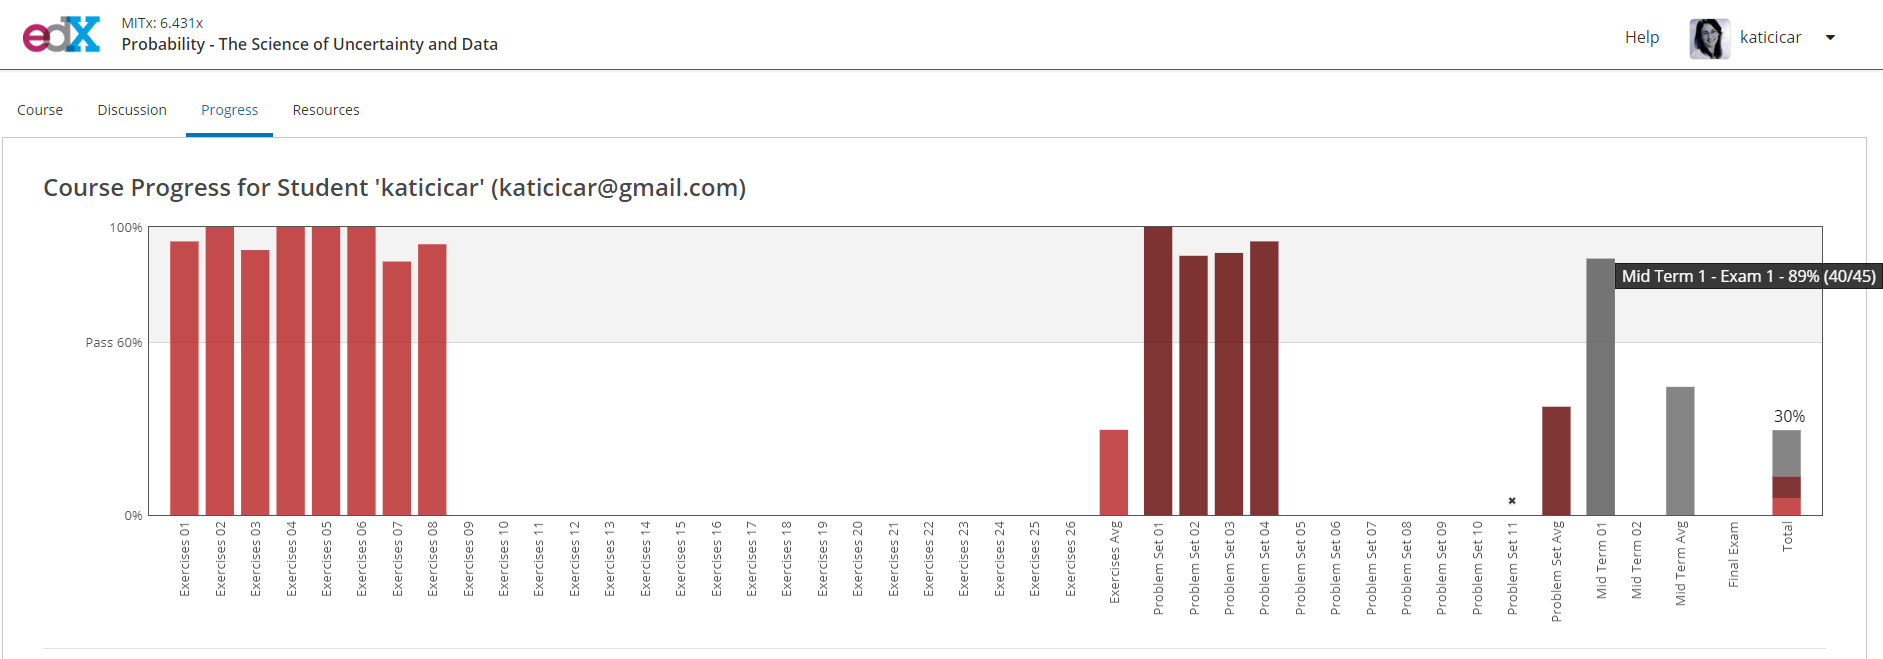 edX
MITx: 6.431x
Probability - The Science of Uncertainty and Data
Help
katicicar
Course
Discussion
Progress
Resources
Course Progress for Student 'katicicar' (katicicar@gmail.com)
100%
Pass 60%
0%
Mid Term 1 - Exam 1 - 89% (40/45)
30%
Exercises 01
Exercises 02
Exercises 03
Exercises 04
Exercises 05
Exercises 06
Exercises 07
Exercises 08
Exercises 09
Exercises 10
Exercises 11
Exercises 12
Exercises 13
Exercises 14
Exercises 15
Exercises 16
Exercises 17
Exercises 18
Exercises 19
Exercises 20
Exercises 21
Exercises 22
Exercises 23
Exercises 24
Exercises 25
Exercises 26
Exercises Avg
Problem Set 01
Problem Set 02
Problem Set 03
Problem Set 04
Problem Set 05
Problem Set 06
Problem Set 07
Problem Set 08
Problem Set 09
Problem Set 10
Problem Set 11
Problem Set Avg
Mid Term 01
Mid Term 02
Mid Term Avg
Final Exam
Total